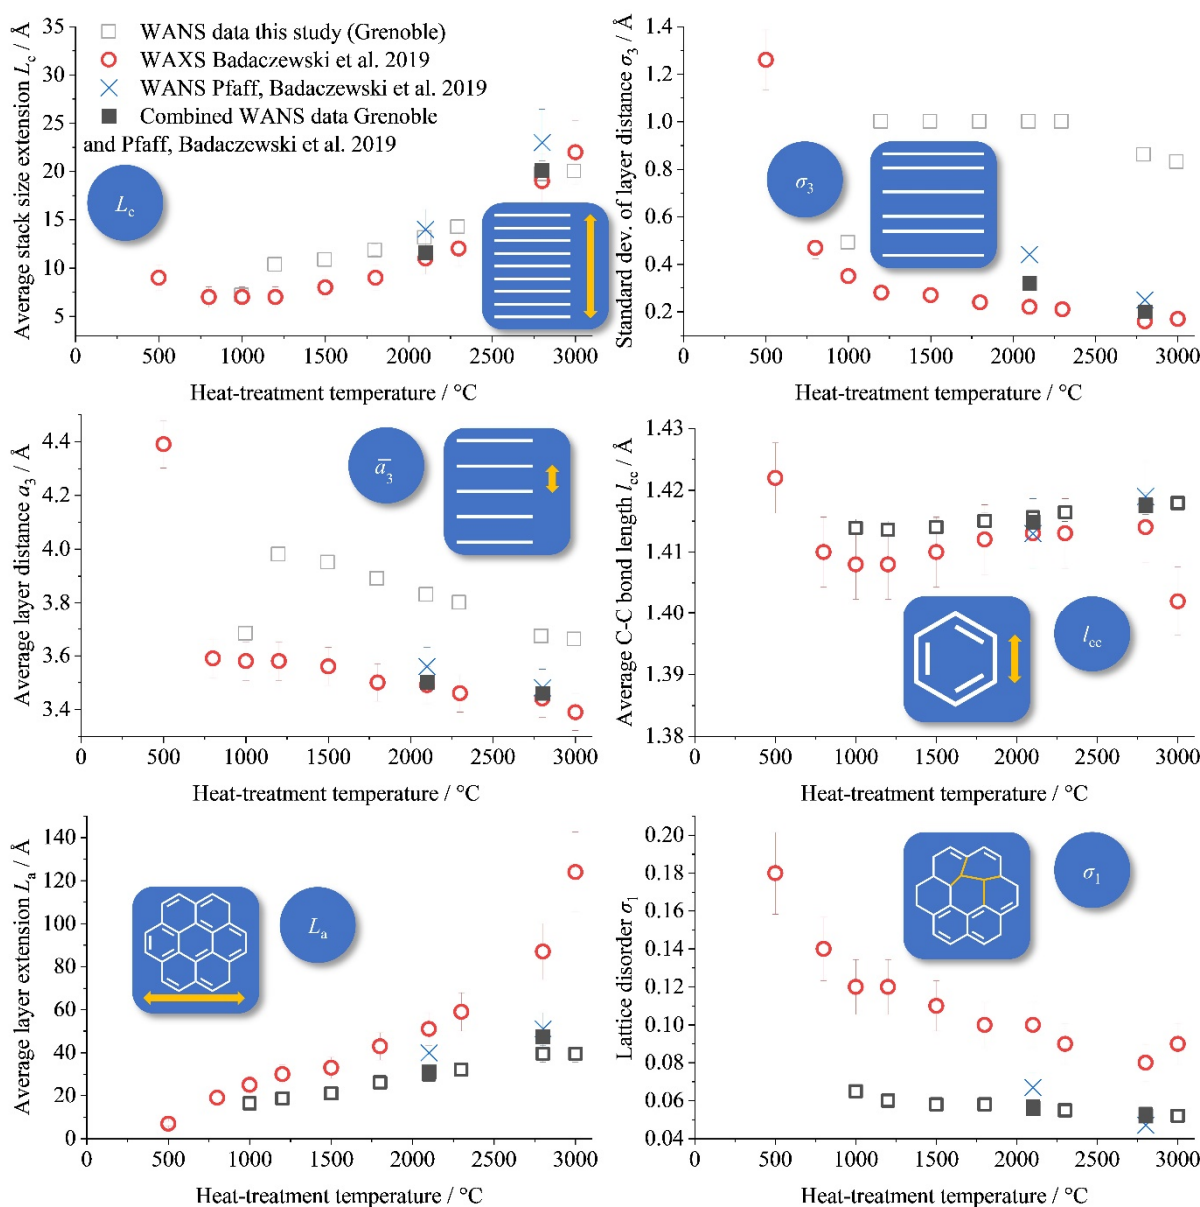 Average stack size extension Lc / Å
35
30
25
20
15
10
5
WANS data this study (Grenoble)
WAXS Badaczewski et al. 2019
WANS Pfaff, Badaczewski et al. 2019
Combined WANS data Grenoble
and Pfaff, Badaczewski et al. 2019
Lc
0 500 1000 1500 2000 2500 3000
Heat-treatment temperature / °C
Standard dev. of layer distance σ3 / Å
1.4
1.2
1.0
0.8
0.6
0.4
0.2
σ3
0 500 1000 1500 2000 2500 3000
Heat-treatment temperature / °C
Average layer distance a3 / Å
4.4
4.2
4.0
3.8
3.6
3.4
a̅3
0 500 1000 1500 2000 2500 3000
Heat-treatment temperature / °C
Average C-C bond length lcc / Å
1.43
1.42
1.41
1.40
1.39
1.38
lcc
0 500 1000 1500 2000 2500 3000
Heat-treatment temperature / °C
Average layer extension La / Å
140
120
100
80
60
40
20
0
La
0 500 1000 1500 2000 2500 3000
Heat-treatment temperature / °C
Lattice disorder σ1
0.20
0.18
0.16
0.14
0.12
0.10
0.08
0.06
0.04
σ1
0 500 1000 1500 2000 2500 3000
Heat-treatment temperature / °C